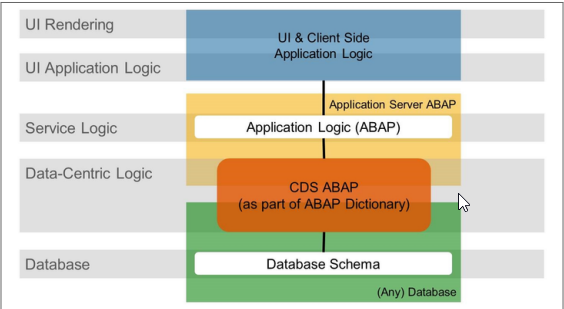 UI Rendering
UI & Client Side
Application Logic
UI Application Logic
Application Server ABAP
Service Logic
Application Logic (ABAP)
Data-Centric Logic
CDS ABAP
(as part of ABAP Dictionary)
Database
Database Schema
(Any) Database